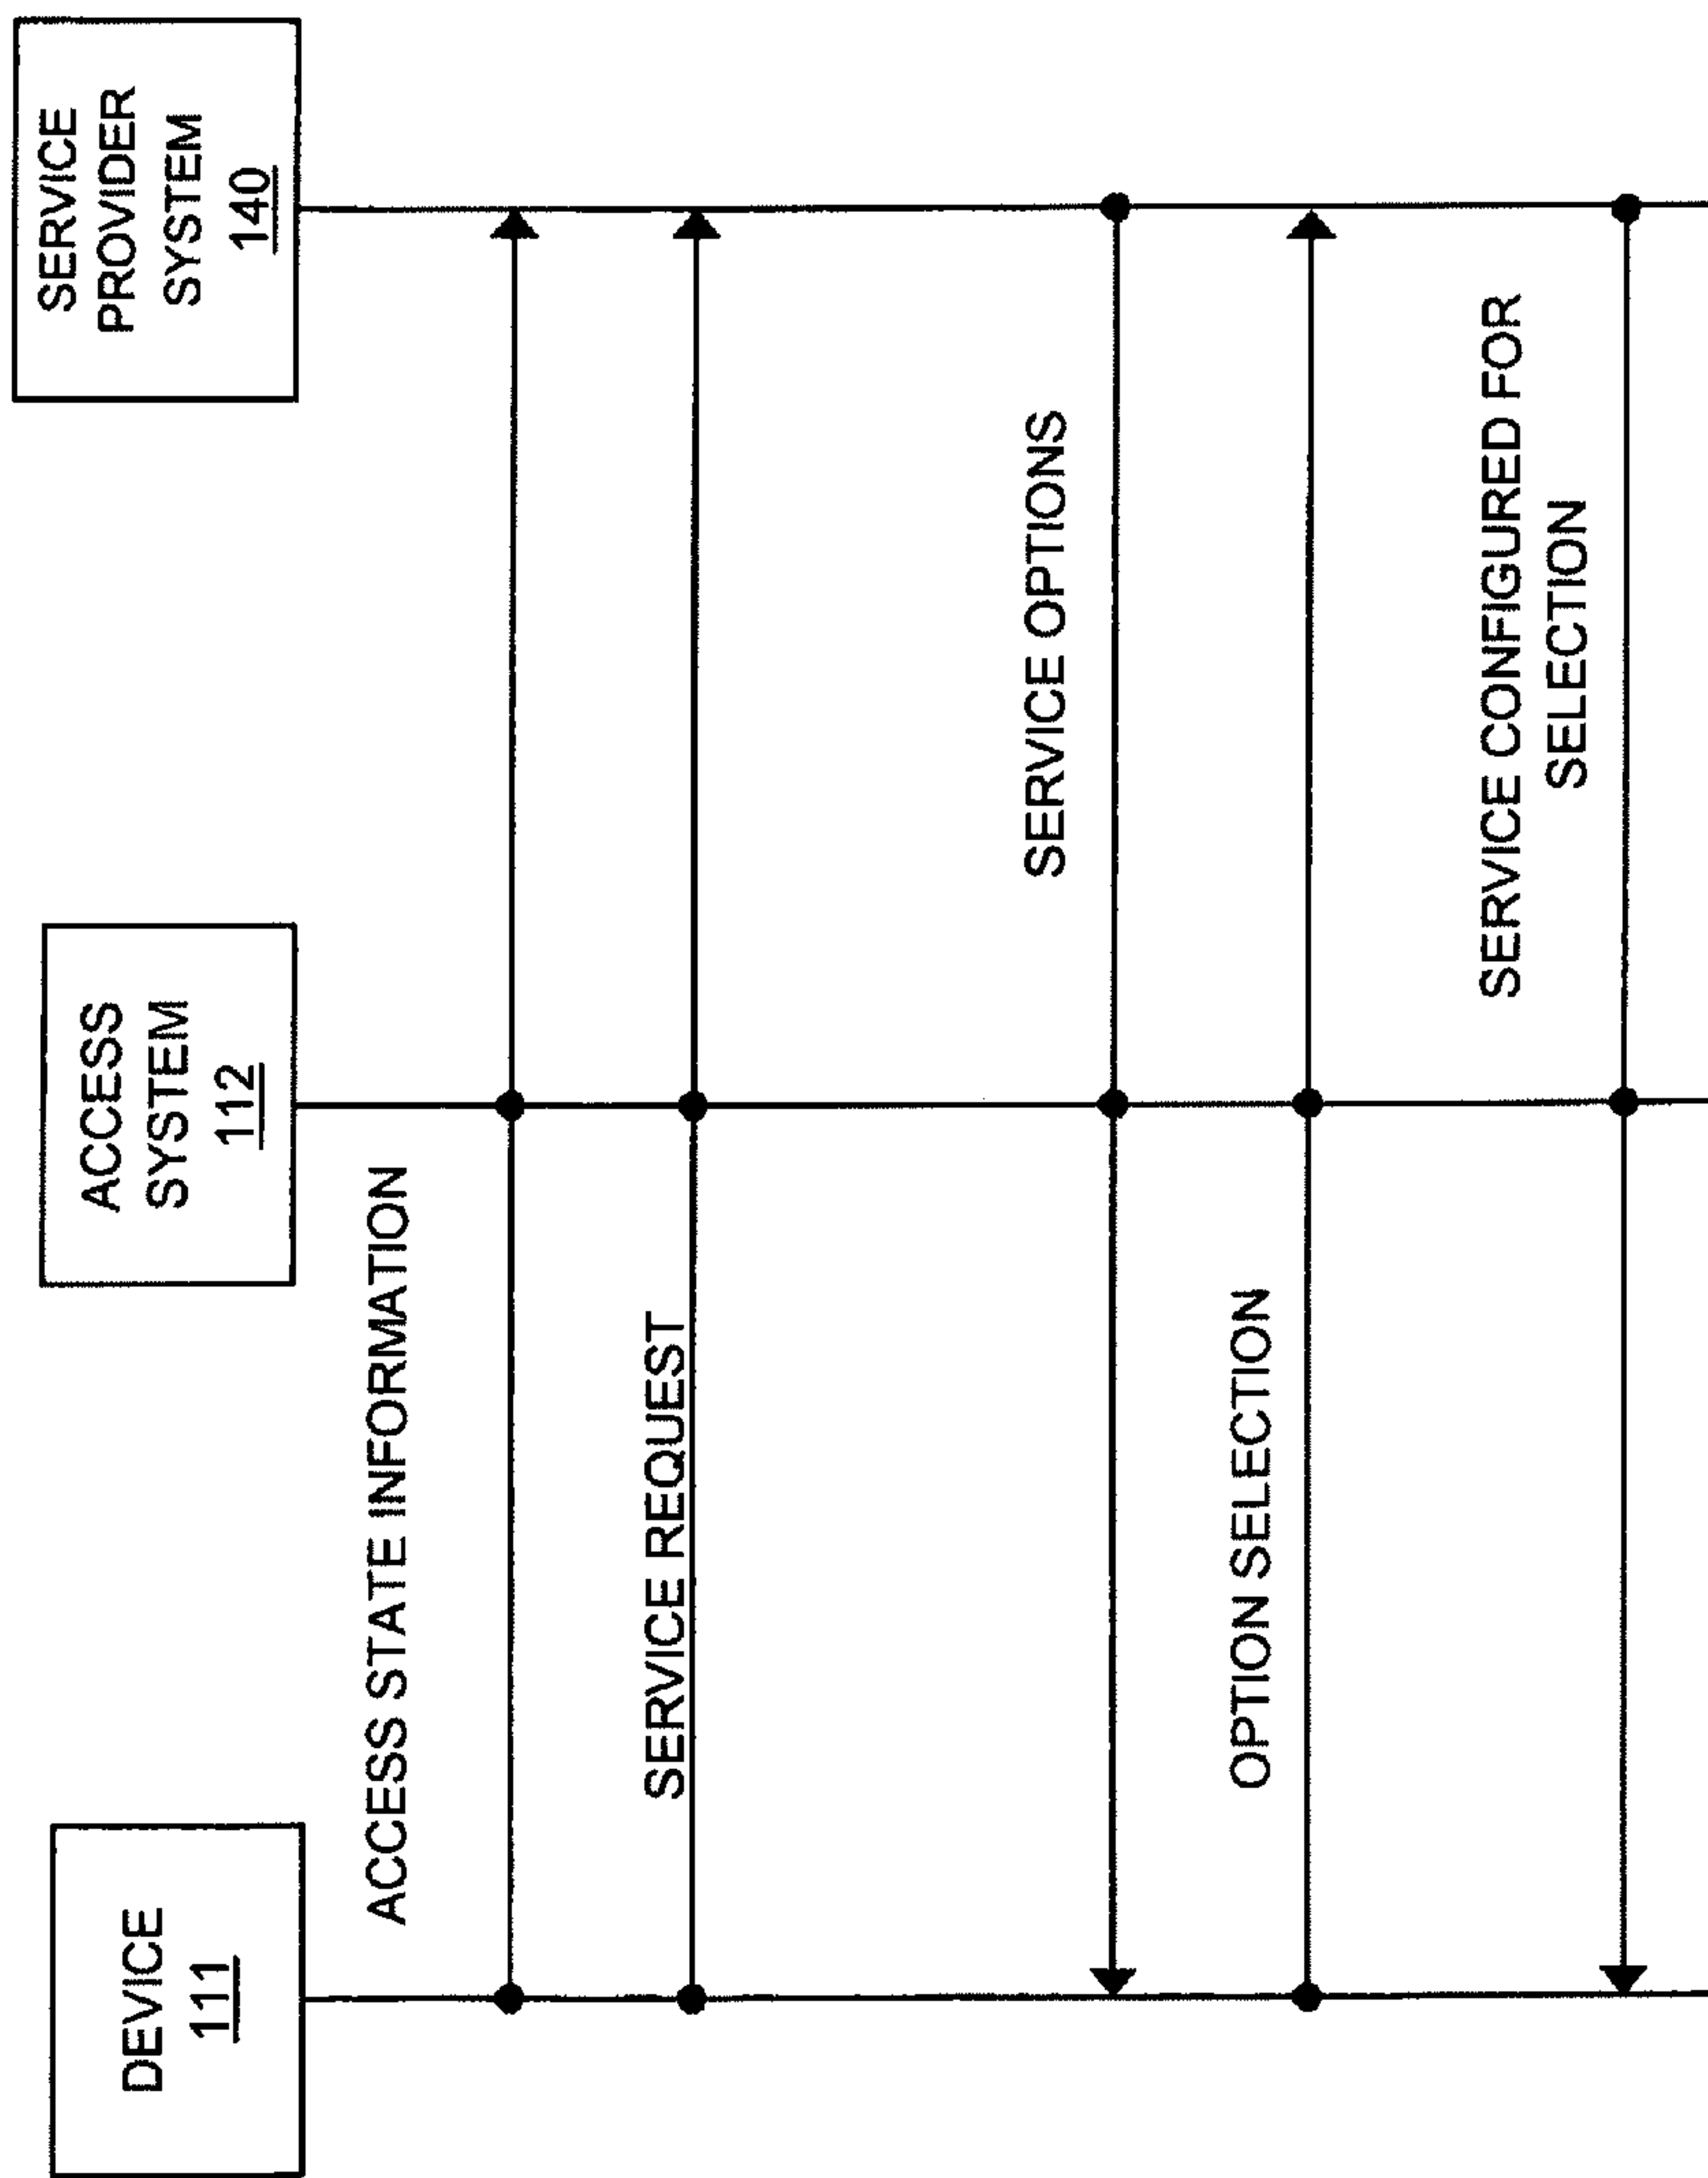 DEVICE
111
ACCESS
SYSTEM
112
SERVICE
PROVIDER
SYSTEM
140
ACCESS STATE INFORMATION
SERVICE REQUEST
SERVICE OPTIONS
OPTION SELECTION
SERVICE CONFIGURED FOR
SELECTION